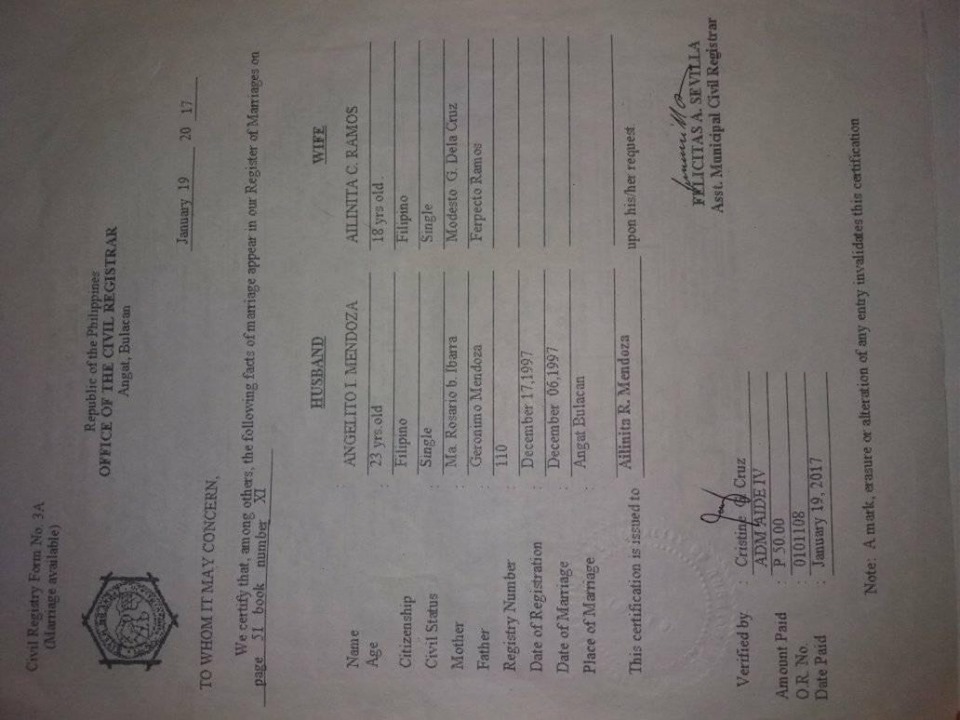 Civil Registry Form No. 3A
(Marriage available)
Republic of the Philippines
OFFICE OF THE CIVIL REGISTRAR
Angat, Bulacan
January 19 20 17
TO WHOM IT MAY CONCERN,
We certify that, among others, the following facts of marriage appear in our Register of Marriages on
page 51 book number XI
HUSBAND WIFE
Name : ANGELITO I. MENDOZA AILINITA C. RAMOS
Age 23 yrs.old 18 yrs old
Citizenship : Filipino Filipino
Civil Status : Single Single
Mother : Ma. Rosario b. Ibarra Modesto G. Dela Cruz
Father : Geronimo Mendoza Ferpecto Ramos
Registry Number : 110
Date of Registration : December 17,1997
Date of Marriage : December 06,1997
Place of Marriage : Angat Bulacan
This certification is issued to Ailinita R. Mendoza upon his/her request
FELICITAS A. SEVILLA
Asst. Municipal Civil Registrar
Verified by : Cristine Cruz
ADM AIDE IV
Amount Paid : P 50.00
O.R. No. : 0101108
Date Paid : January 19, 2017
Note: A mark, erasure or alteration of any entry invalidates this certification